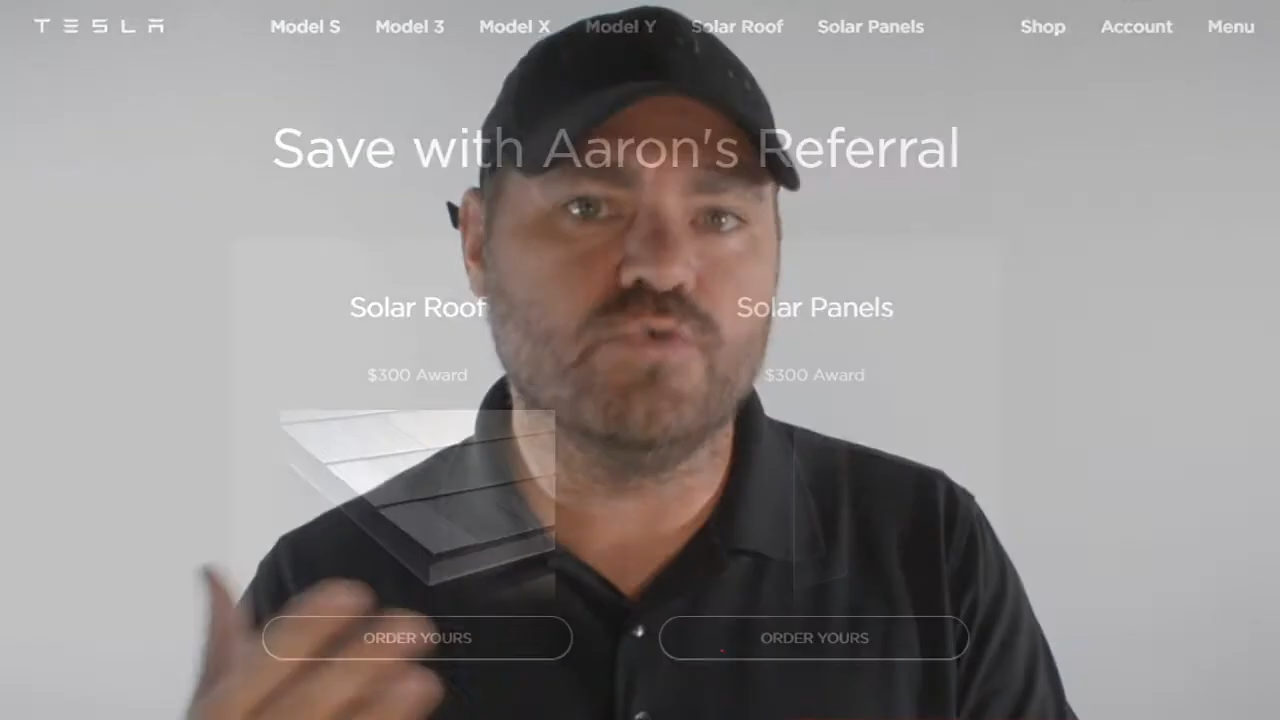 TESLA Model S Model 3 Model X Model Y Solar Roof Solar Panels Shop Account Menu
Save with Aaron's Referral
Solar Roof Solar Panels
$300 Award $300 Award
ORDER YOURS ORDER YOURS